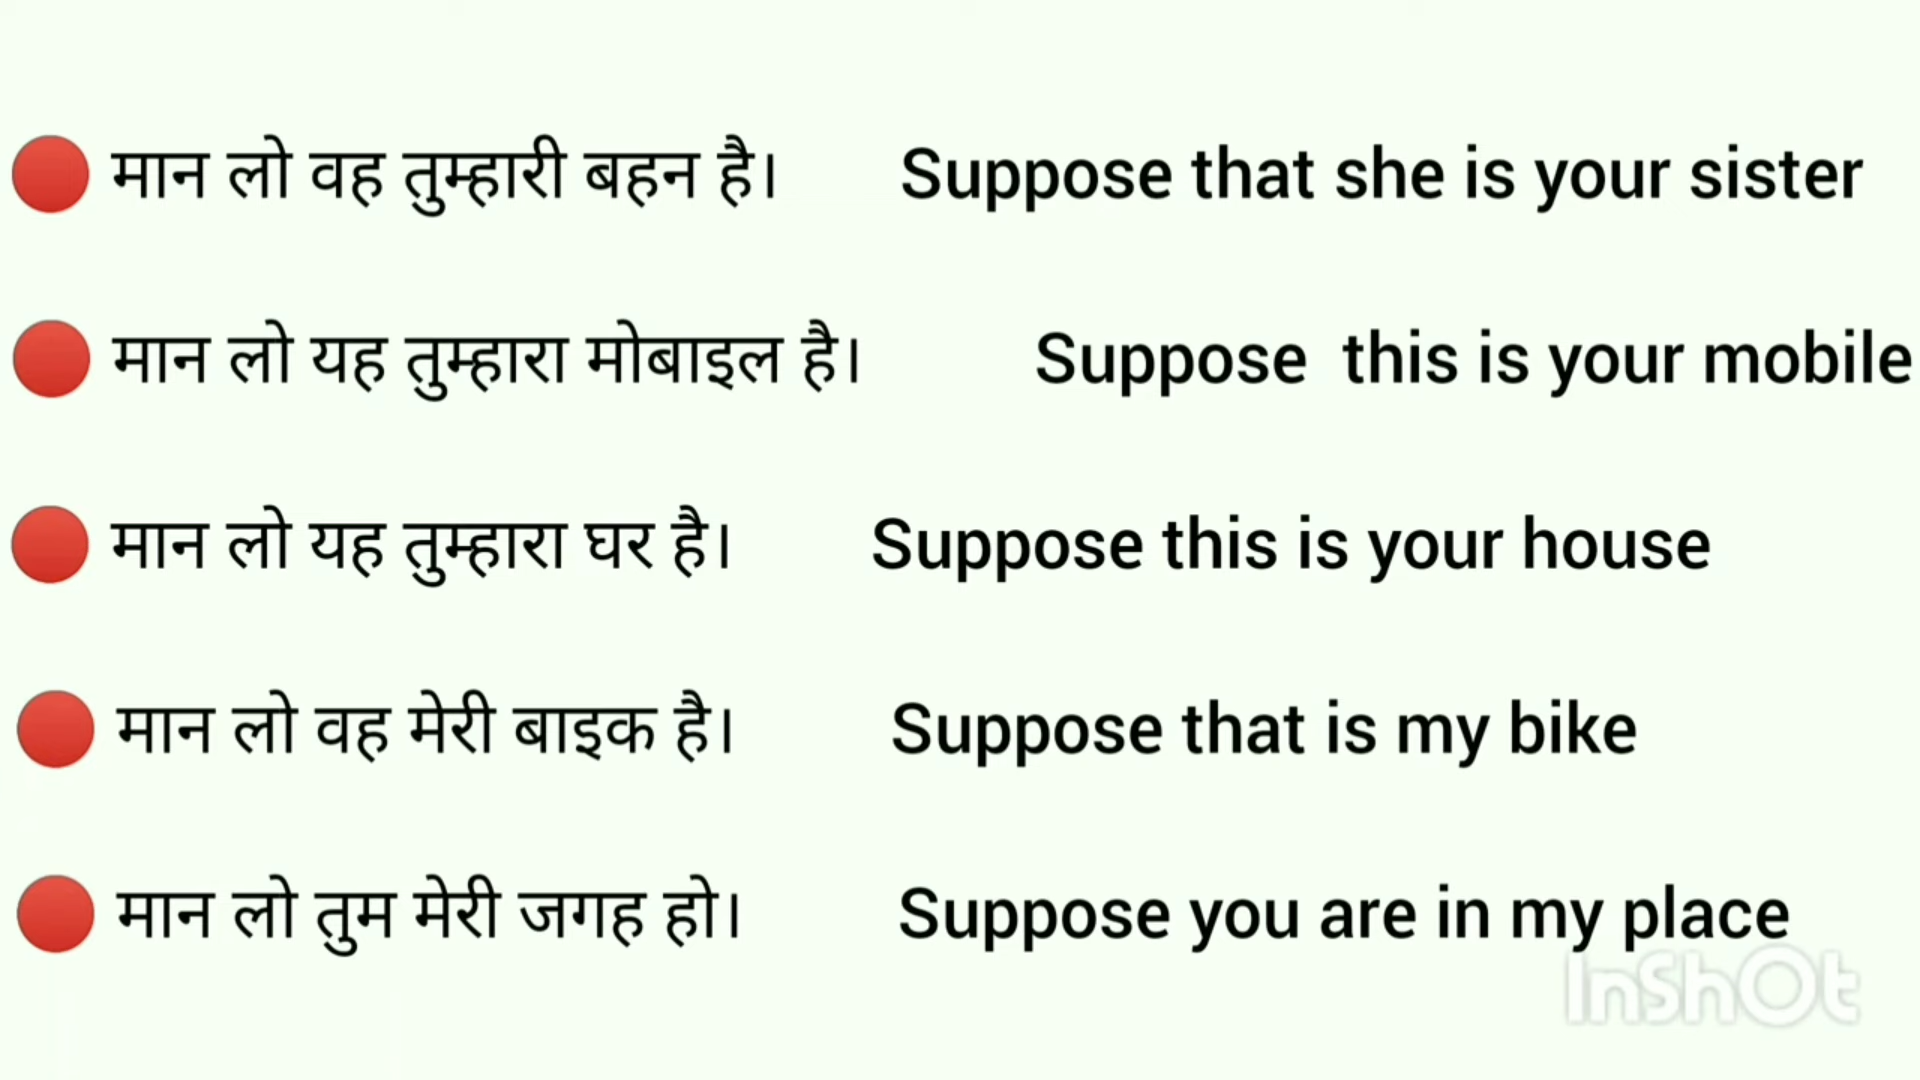 मान लो वह तुम्हारी बहन है। Suppose that she is your sister
मान लो यह तुम्हारा मोबाइल है। Suppose this is your mobile
मान लो यह तुम्हारा घर है। Suppose this is your house
मान लो वह मेरी बाइक है। Suppose that is my bike
मान लो तुम मेरी जगह हो। Suppose you are in my place
InShOt